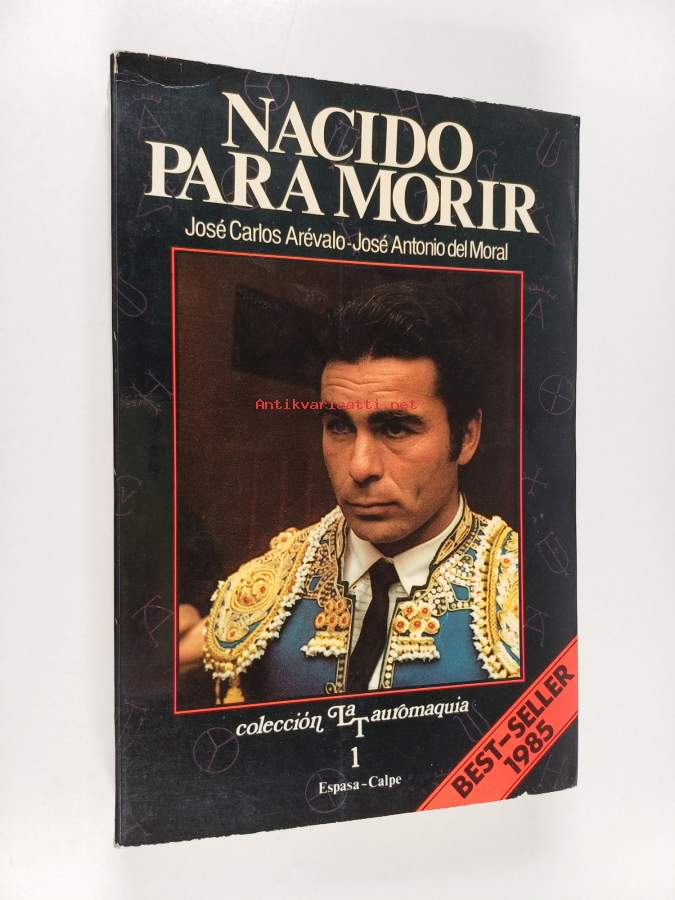 NACIDO
PARA MORIR
José Carlos Arévalo-José Antonio del Moral
Antikvariaatti.net
colección La Tauromaquia
1
Espasa-Calpe
BEST-SELLER
1985